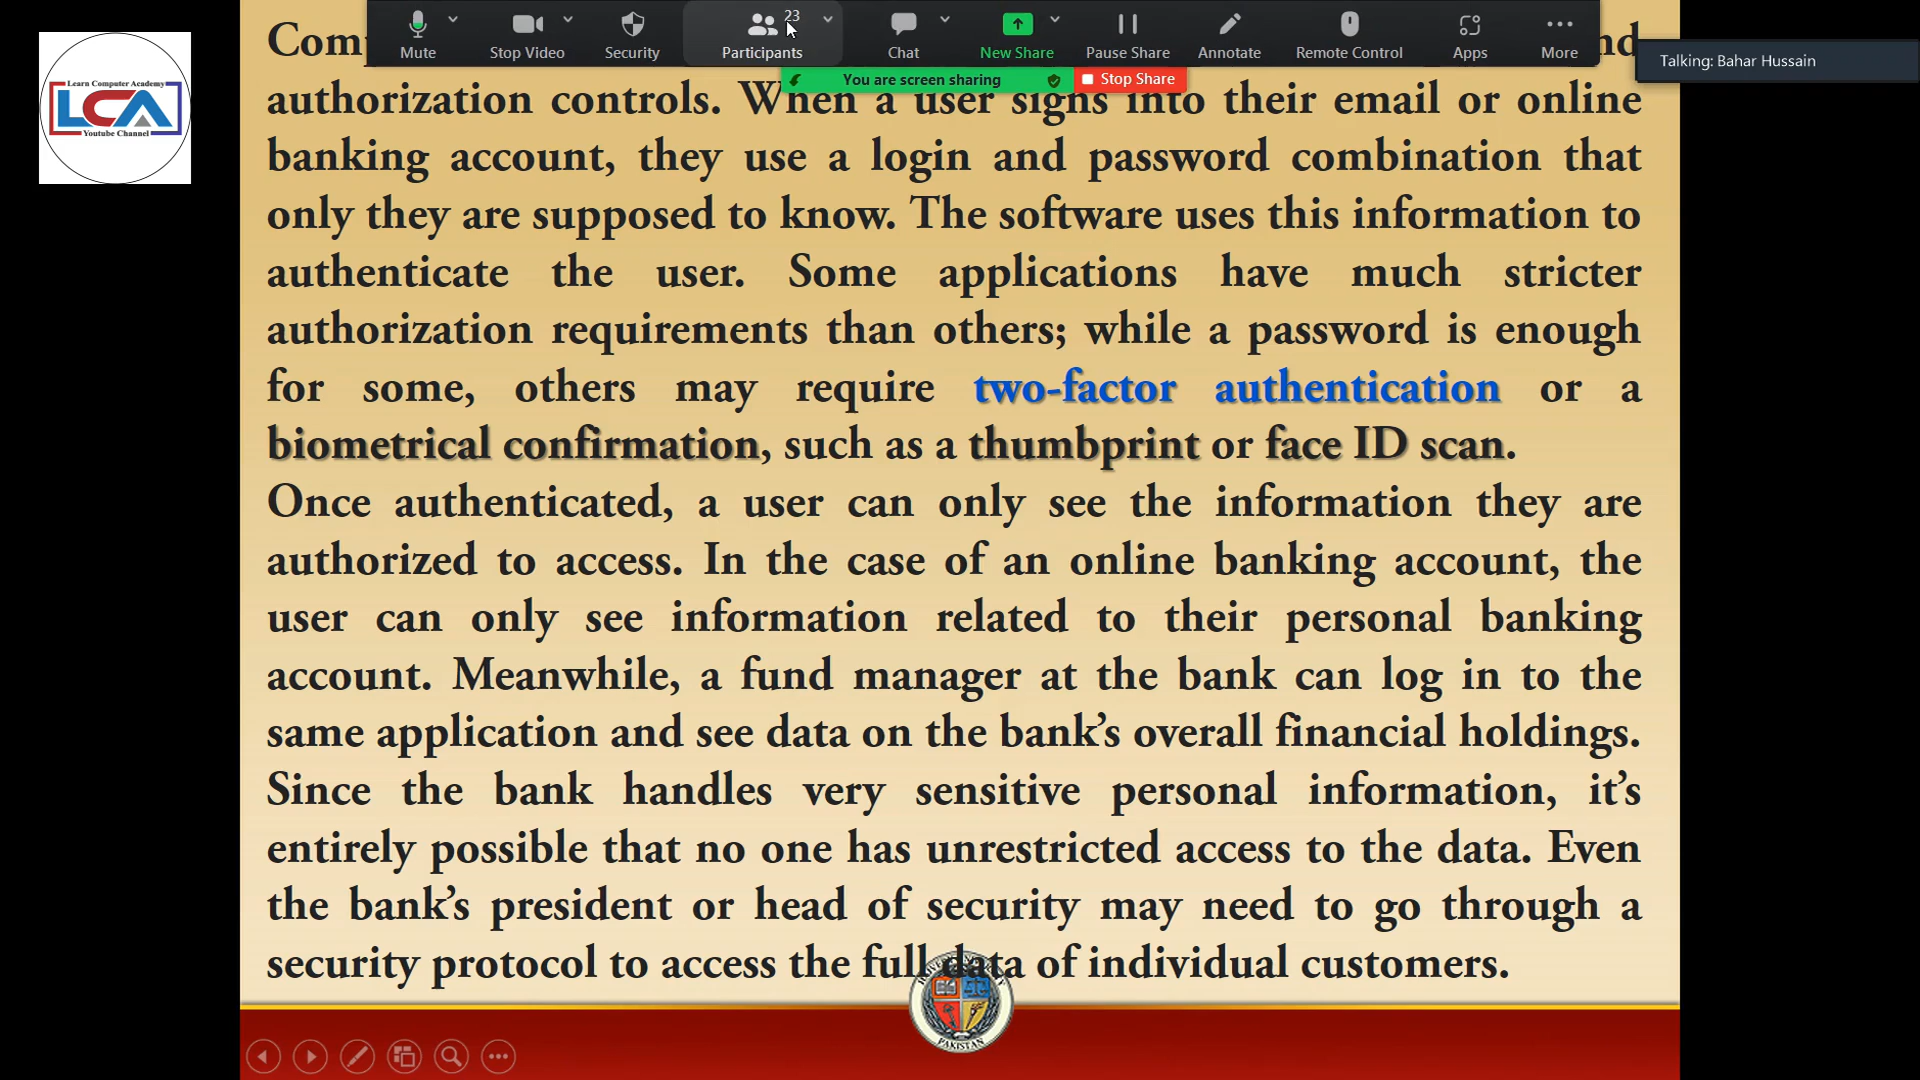 23
Mute
Stop Video
Security
Participants
Chat
New Share
Pause Share
Annotate
Remote Control
Apps
More
Talking: Bahar Hussain
You are screen sharing
Stop Share
Learn Computer Academy
LCA
Youtube Channel
Com
nd
authorization controls. When a user signs into their email or online
banking account, they use a login and password combination that
only they are supposed to know. The software uses this information to
authenticate the user. Some applications have much stricter
authorization requirements than others; while a password is enough
for some, others may require two-factor authentication or a
biometrical confirmation, such as a thumbprint or face ID scan.
Once authenticated, a user can only see the information they are
authorized to access. In the case of an online banking account, the
user can only see information related to their personal banking
account. Meanwhile, a fund manager at the bank can log in to the
same application and see data on the bank’s overall financial holdings.
Since the bank handles very sensitive personal information, it’s
entirely possible that no one has unrestricted access to the data. Even
the bank’s president or head of security may need to go through a
security protocol to access the full data of individual customers.
PAKISTAN